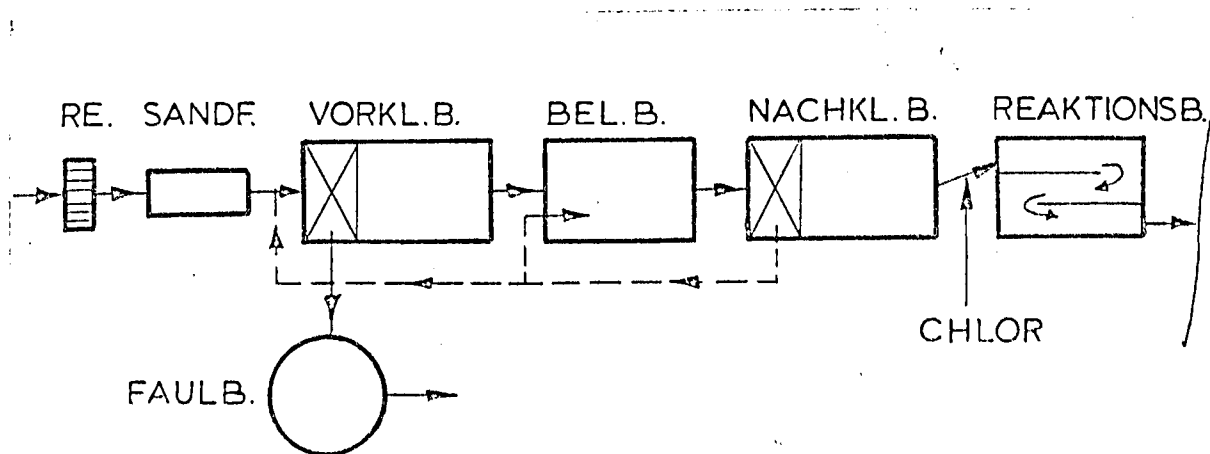 RE. SANDF. VORKL.B. BEL.B. NACHKL.B. REAKTIONSB.
CHLOR
FAULB.